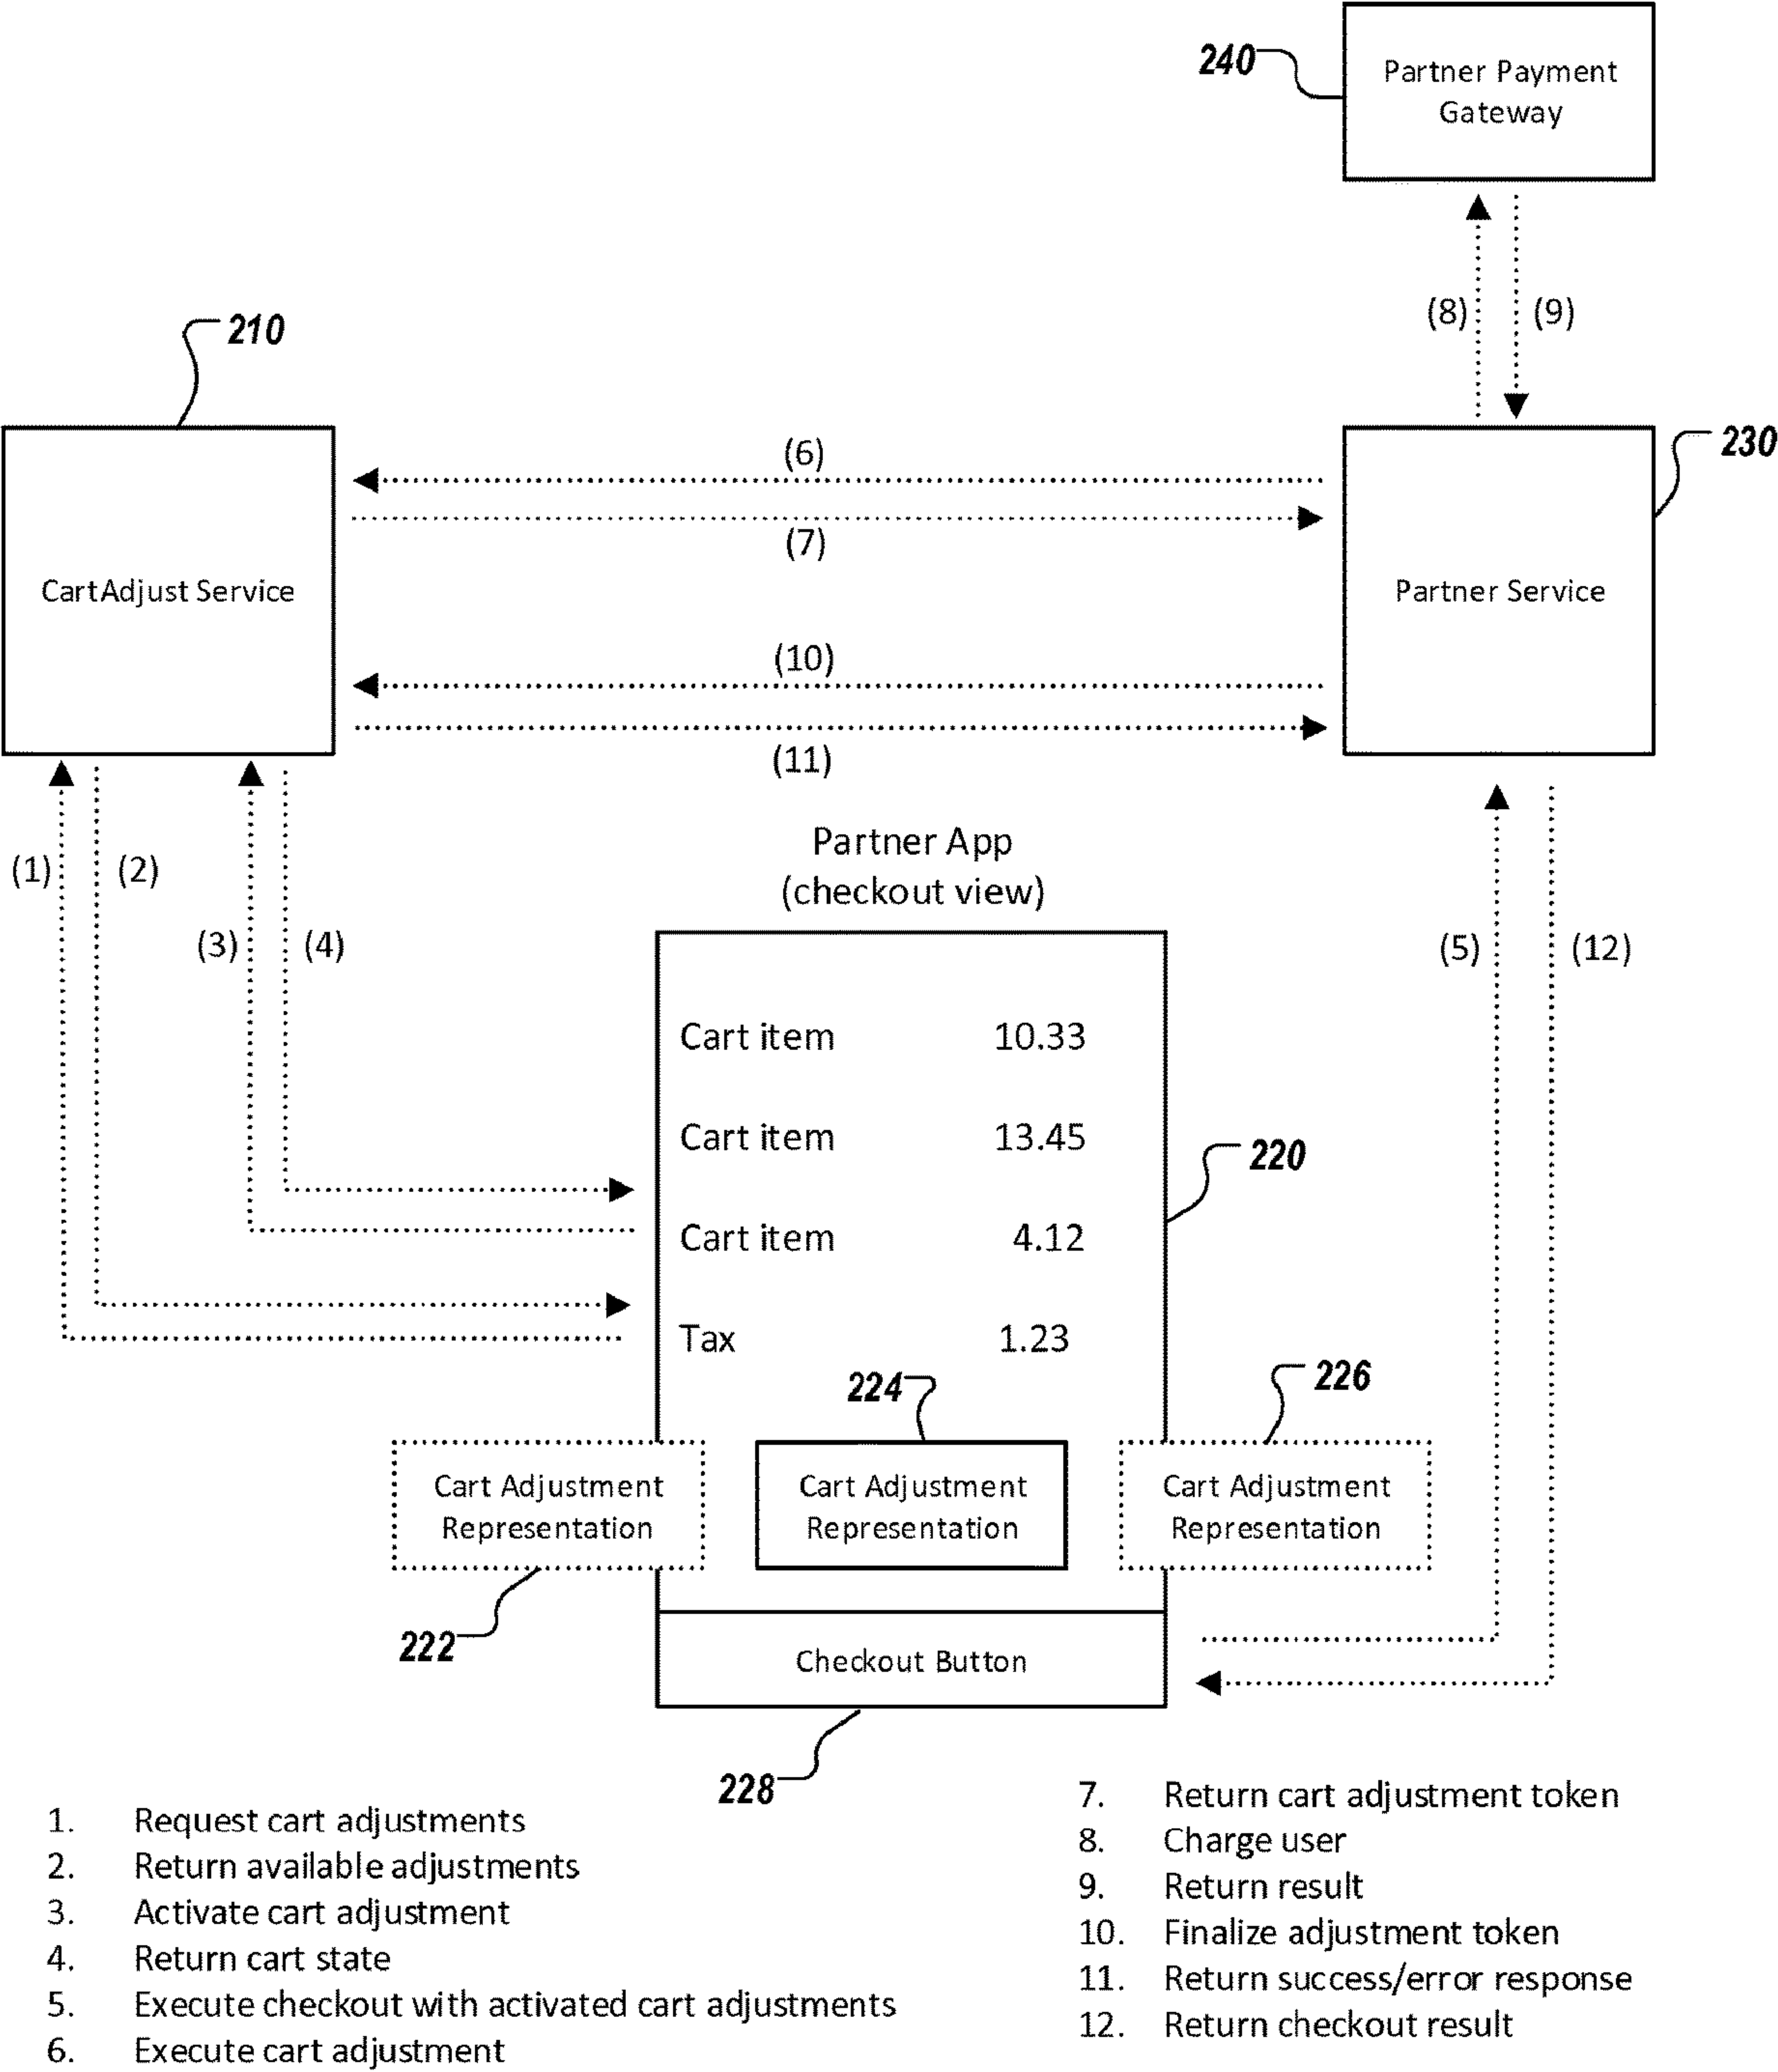 240
Partner Payment
Gateway
(8)
(9)
210
230
(6)
(7)
CartAdjust Service
Partner Service
(10)
(11)
Partner App
(checkout view)
(1)
(2)
(3)
(4)
(5)
(12)
Cart item 10.33
Cart item 13.45
220
Cart item 4.12
Tax 1.23
224
226
Cart Adjustment
Representation
Cart Adjustment
Representation
Cart Adjustment
Representation
222
Checkout Button
228
1. Request cart adjustments
2. Return available adjustments
3. Activate cart adjustment
4. Return cart state
5. Execute checkout with activated cart adjustments
6. Execute cart adjustment
7. Return cart adjustment token
8. Charge user
9. Return result
10. Finalize adjustment token
11. Return success/error response
12. Return checkout result